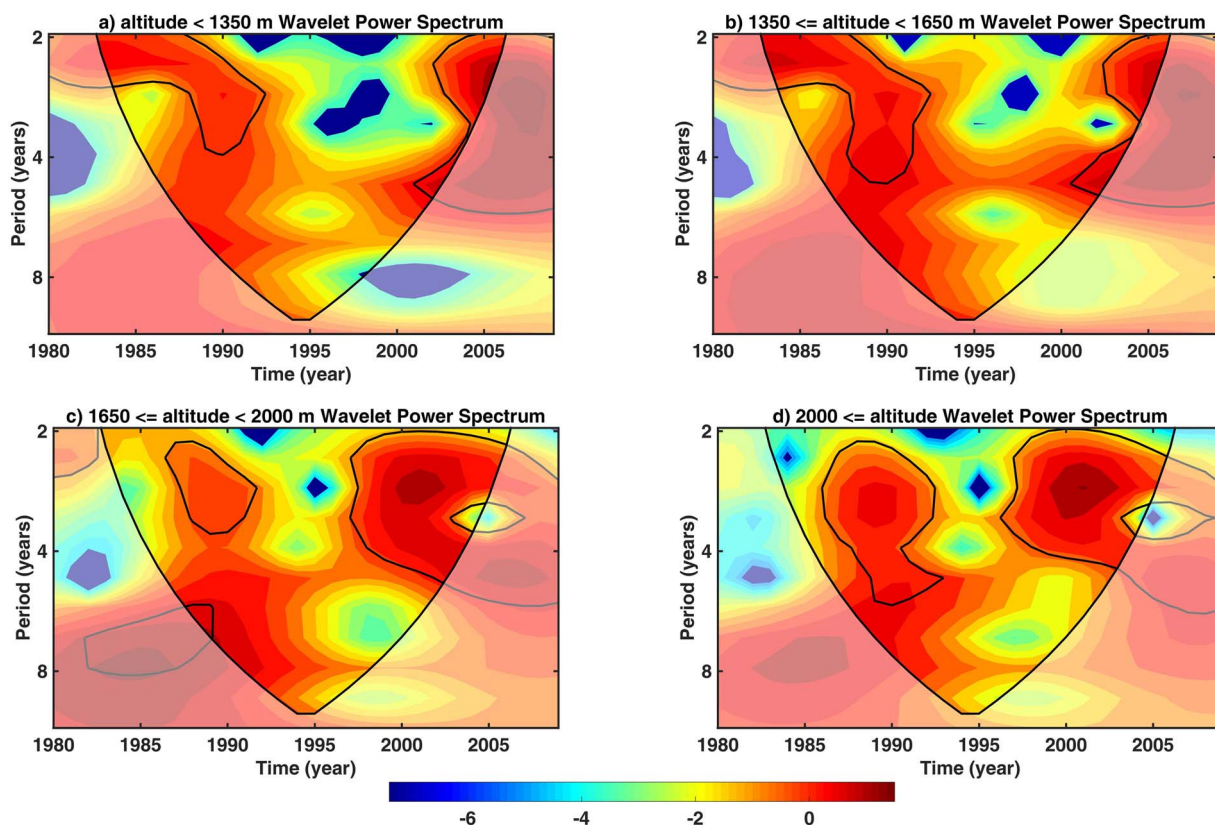 a) altitude < 1350 m Wavelet Power Spectrum
2
4
8
Period (years)
1980 1985 1990 1995 2000 2005
Time (year)
b) 1350 <= altitude < 1650 m Wavelet Power Spectrum
2
4
8
Period (years)
1980 1985 1990 1995 2000 2005
Time (year)
c) 1650 <= altitude < 2000 m Wavelet Power Spectrum
2
4
8
Period (years)
1980 1985 1990 1995 2000 2005
Time (year)
d) 2000 <= altitude Wavelet Power Spectrum
2
4
8
Period (years)
1980 1985 1990 1995 2000 2005
Time (year)
-6 -4 -2 0